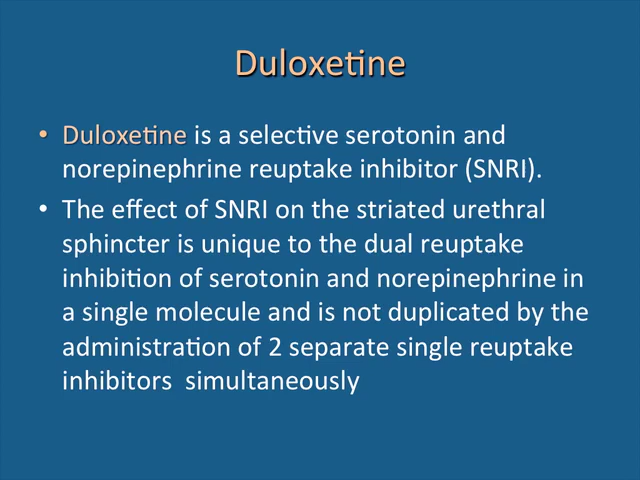 Duloxetine
• Duloxetine is a selective serotonin and
norepinephrine reuptake inhibitor (SNRI).
• The effect of SNRI on the striated urethral
sphincter is unique to the dual reuptake
inhibition of serotonin and norepinephrine in
a single molecule and is not duplicated by the
administration of 2 separate single reuptake
inhibitors  simultaneously